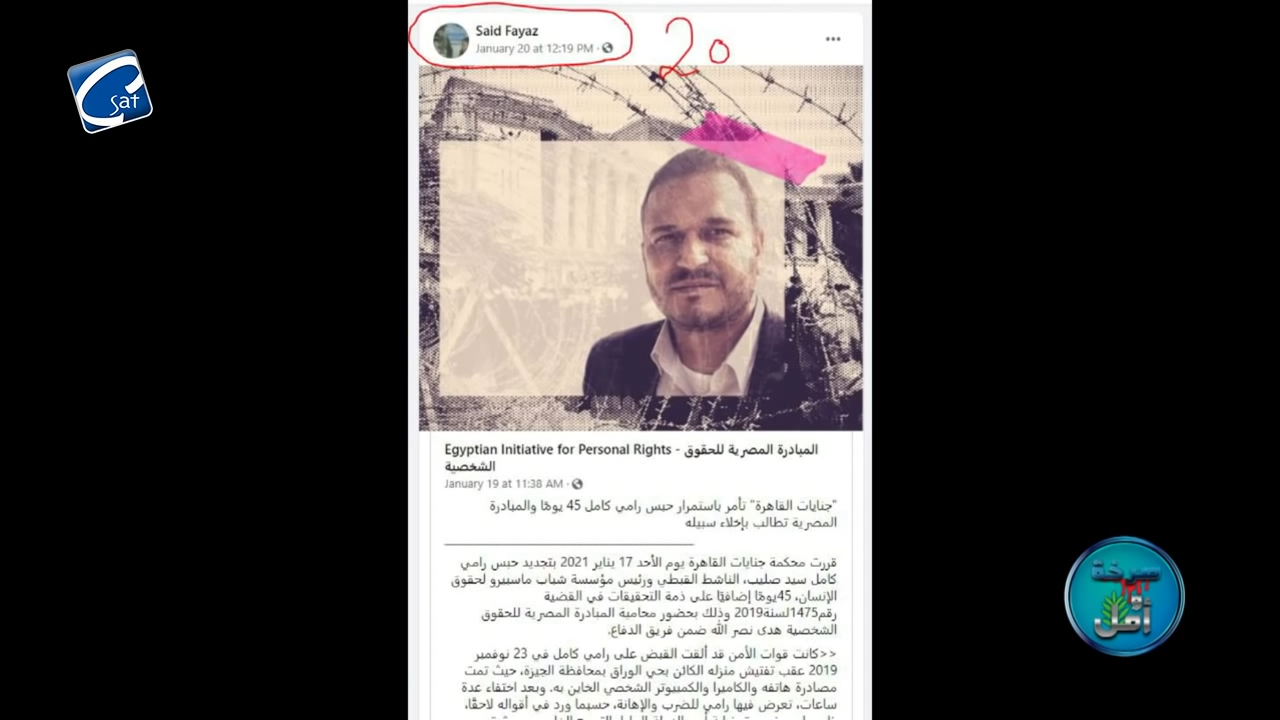 Said Fayaz
January 20 at 12:19 PM ·
20
C
Sat
Egyptian Initiative for Personal Rights - المبادرة المصرية للحقوق
الشخصية
January 19 at 11:38 AM ·
"جنايات القاهرة" تأمر باستمرار حبس رامي كامل 45 يومًا والمبادرة
المصرية تطالب بإخلاء سبيله
قررت محكمة جنايات القاهرة يوم الأحد 17 يناير 2021 بتجديد حبس رامي
كامل سيد صليب، الناشط القبطي ورئيس مؤسسة شباب ماسبيرو لحقوق
الإنسان، 45يومًا إضافيًا على ذمة التحقيقات في القضية
رقم1475لسنة2019 وذلك بحضور محامية المبادرة المصرية للحقوق
الشخصية هدى نصر الله ضمن فريق الدفاع.
>>كانت قوات الأمن قد ألقت القبض على رامي كامل في 23 نوفمبر
2019 عقب تفتيش منزله الكائن بحي الوراق بمحافظة الجيزة، حيث تمت
مصادرة هاتفه والكاميرا والكمبيوتر الشخصي الخاين به. وبعد احتفاء عدة
ساعات، تعرض فيها رامي للضرب والإهانة، حسبما ورد في أقواله لاحقًا،
صرخة
أمل